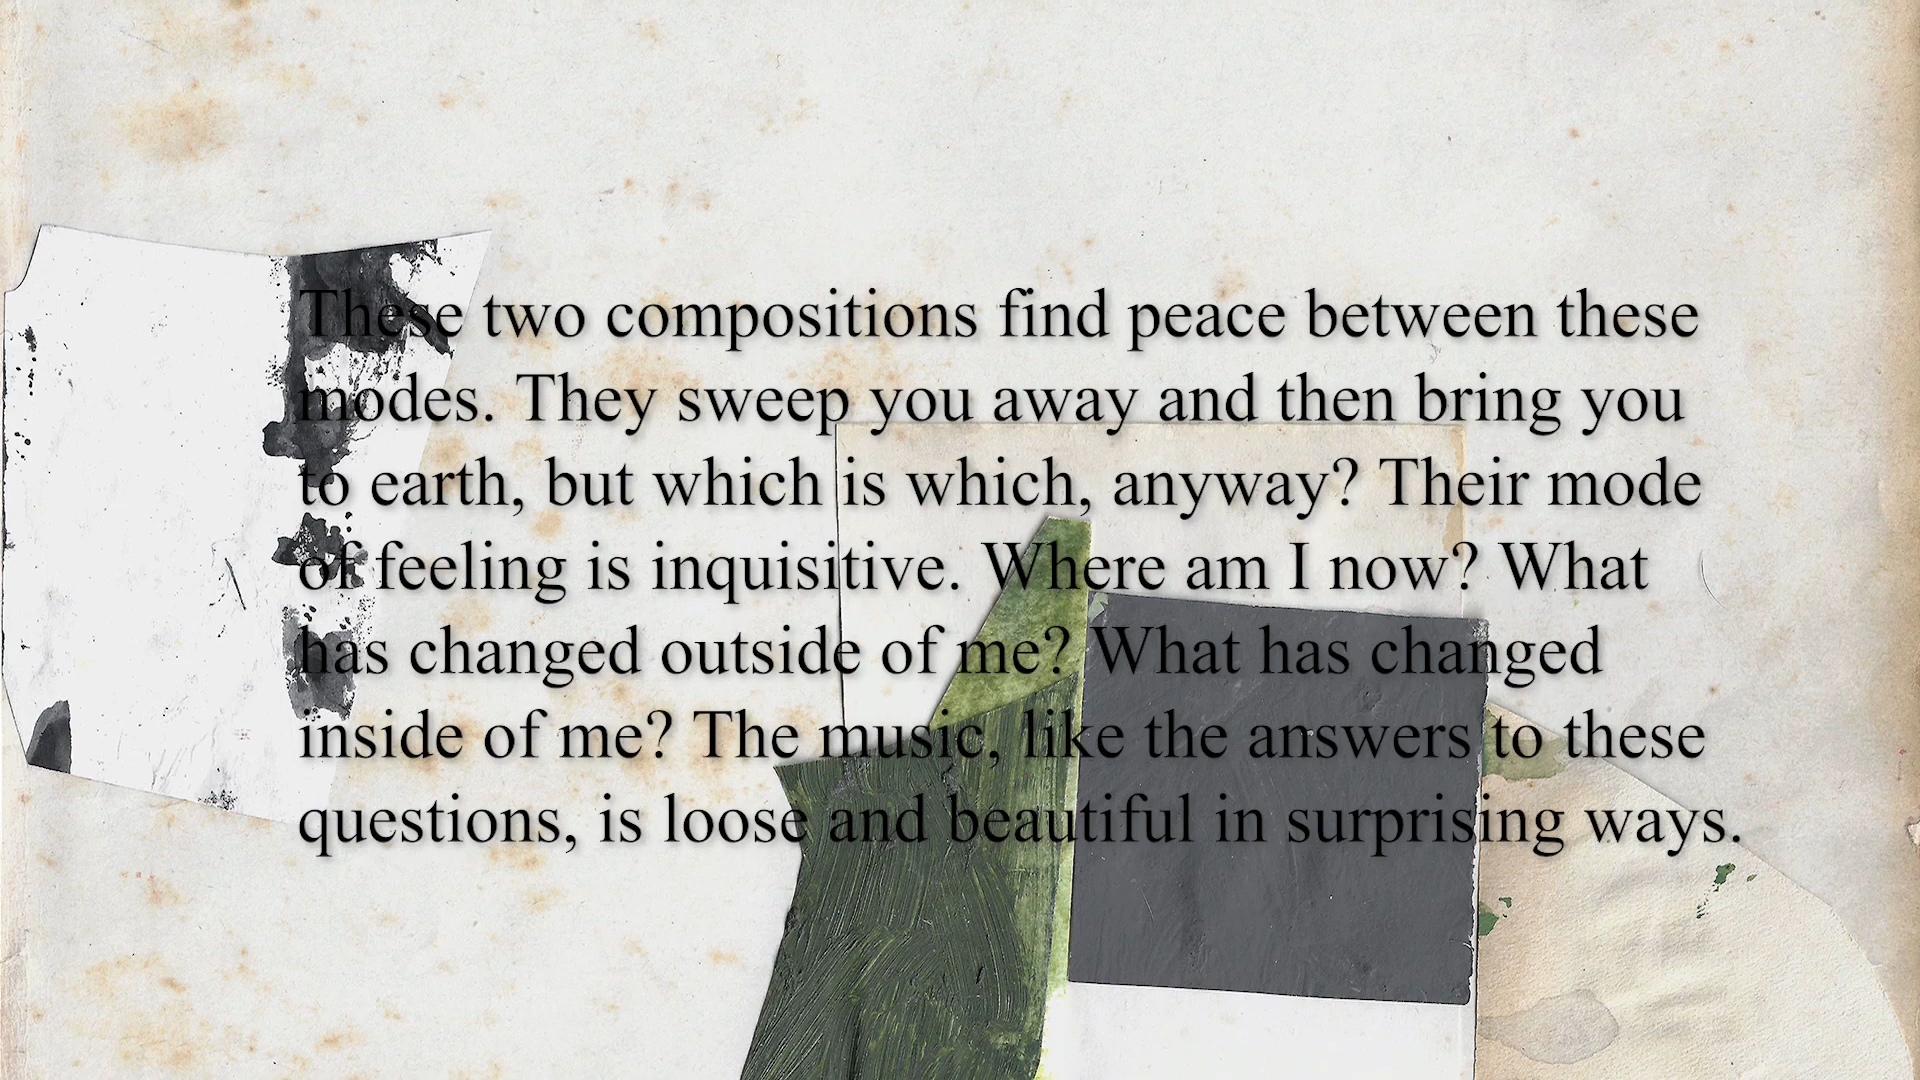 These two compositions find peace between these
modes. They sweep you away and then bring you
to earth, but which is which, anyway? Their mode
of feeling is inquisitive. Where am I now? What
has changed outside of me? What has changed
inside of me? The music, like the answers to these
questions, is loose and beautiful in surprising ways.